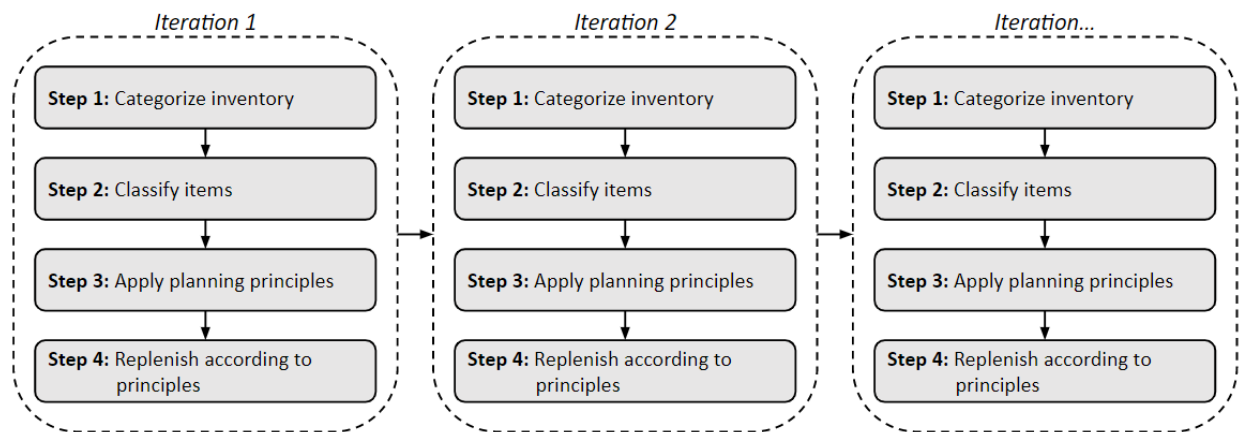 Iteration 1
Step 1: Categorize inventory
Step 2: Classify items
Step 3: Apply planning principles
Step 4: Replenish according to
principles
Iteration 2
Step 1: Categorize inventory
Step 2: Classify items
Step 3: Apply planning principles
Step 4: Replenish according to
principles
Iteration...
Step 1: Categorize inventory
Step 2: Classify items
Step 3: Apply planning principles
Step 4: Replenish according to
principles